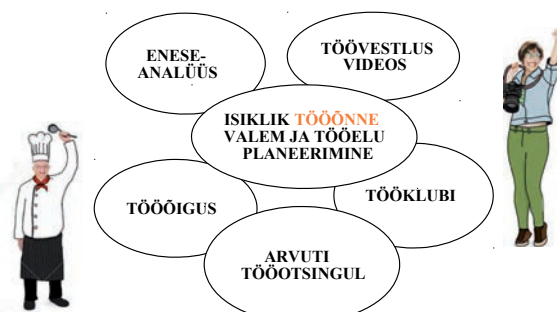 ENESE-
ANALÜÜS
TÖÖVESTLUS
VIDEOS
ISIKLIK TÖÖÕNNE
VALEM JA TÖÖELU
PLANEERIMINE
TÖÖÕIGUS
TÖÖKLUBI
ARVUTI
TÖÖOTSINGUL